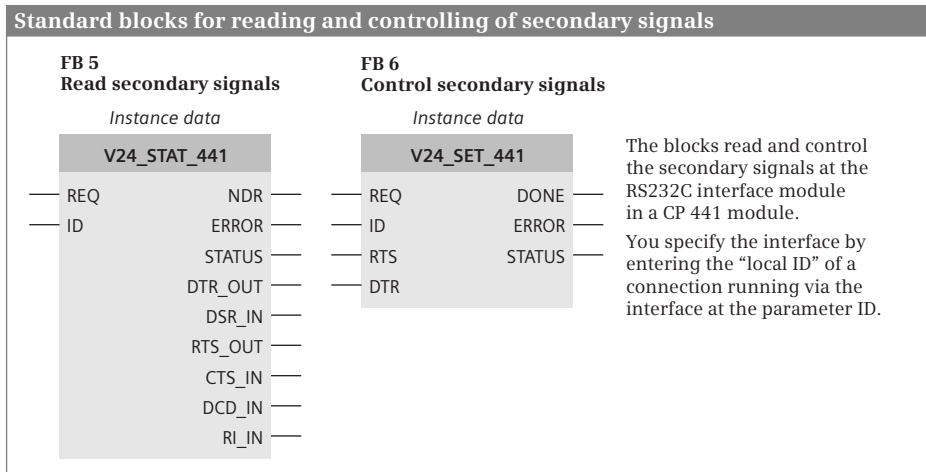 Standard blocks for reading and controlling of secondary signals
FB 5
Read secondary signals
Instance data
V24_STAT_441
REQ NDR
ID ERROR
STATUS
DTR_OUT
DSR_IN
RTS_OUT
CTS_IN
DCD_IN
RI_IN
FB 6
Control secondary signals
Instance data
V24_SET_441
REQ DONE
ID ERROR
RTS STATUS
DTR
The blocks read and control
the secondary signals at the
RS232C interface module
in a CP 441 module.
You specify the interface by
entering the “local ID” of a
connection running via the
interface at the parameter ID.